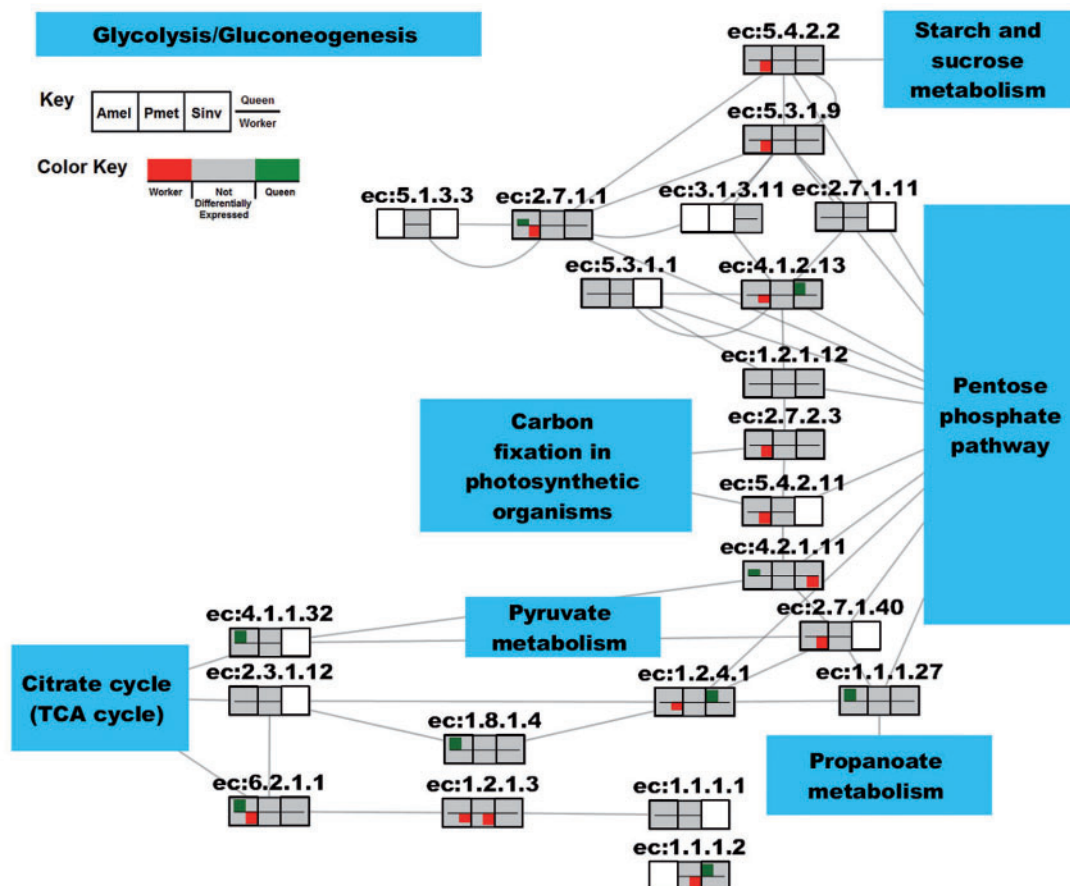 Glycolysis/Gluconeogenesis
Key
Amel Pmet Sinv
Queen
Worker
Color Key
Worker
Not
Differentially
Expressed
Queen
ec:5.4.2.2
Starch and
sucrose
metabolism
ec:5.3.1.9
ec:5.1.3.3
ec:2.7.1.1
ec:3.1.3.11
ec:2.7.1.11
ec:5.3.1.1
ec:4.1.2.13
ec:1.2.1.12
Pentose
phosphate
pathway
Carbon
fixation in
photosynthetic
organisms
ec:2.7.2.3
ec:5.4.2.11
ec:4.2.1.11
ec:4.1.1.32
Pyruvate
metabolism
ec:2.7.1.40
Citrate cycle
(TCA cycle)
ec:2.3.1.12
ec:1.2.4.1
ec:1.1.1.27
ec:1.8.1.4
Propanoate
metabolism
ec:6.2.1.1
ec:1.2.1.3
ec:1.1.1.1
ec:1.1.1.2